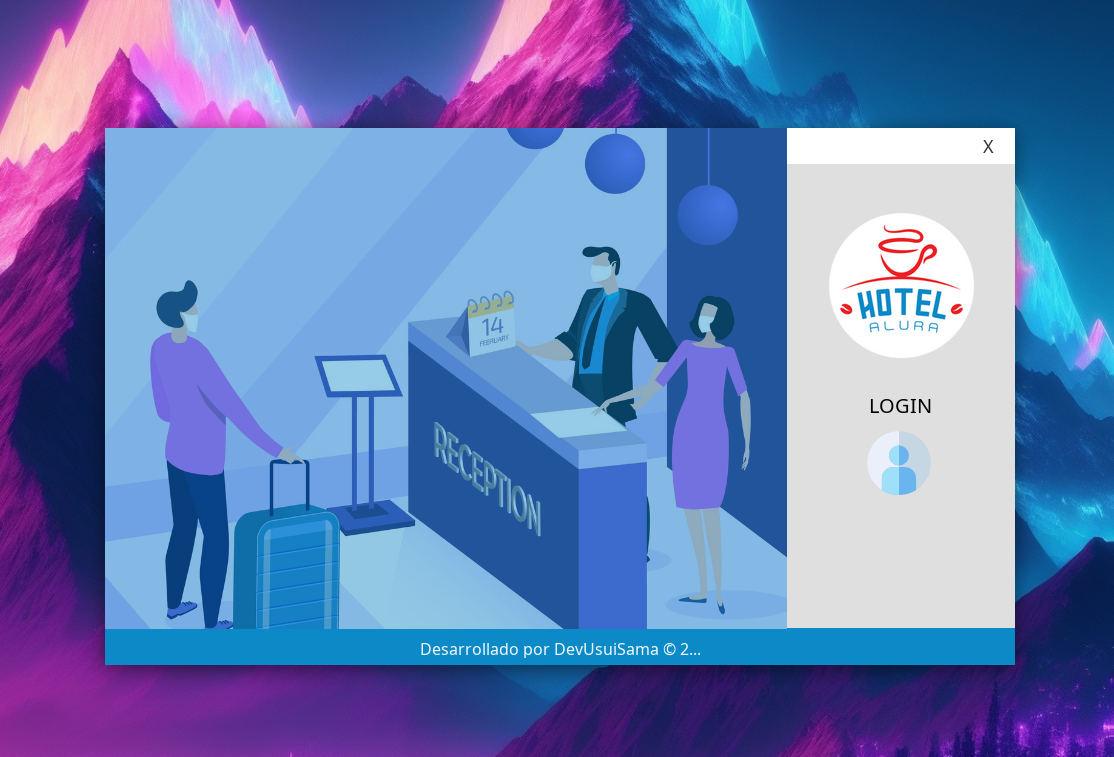 X
HOTEL
ALURA
14
FEBRUARY
LOGIN
RECEPTION
Desarrollado por DevUsuiSama © 2...